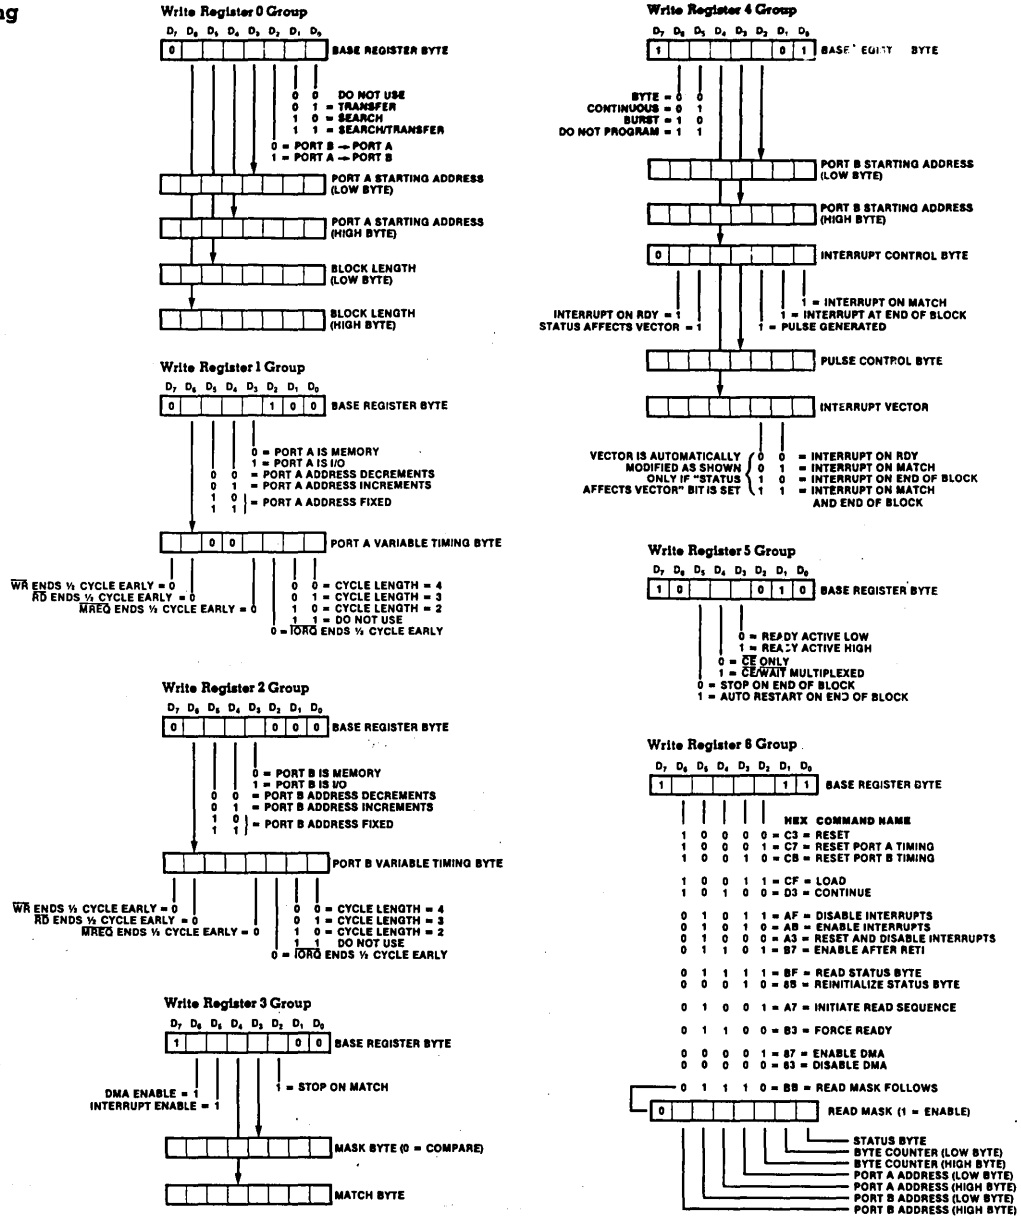 ng
Write Register 0 Group
D7 D6 D5 D4 D3 D2 D1 D0
0 BASE REGISTER BYTE
0 0 DO NOT USE
0 1 = TRANSFER
1 0 = SEARCH
1 1 = SEARCH/TRANSFER
0 = PORT B → PORT A
1 = PORT A → PORT B
PORT A STARTING ADDRESS
(LOW BYTE)
PORT A STARTING ADDRESS
(HIGH BYTE)
BLOCK LENGTH
(LOW BYTE)
BLOCK LENGTH
(HIGH BYTE)
Write Register 1 Group
D7 D6 D5 D4 D3 D2 D1 D0
0 1 0 0 BASE REGISTER BYTE
0 = PORT A IS MEMORY
1 = PORT A IS I/O
0 0 = PORT A ADDRESS DECREMENTS
0 1 = PORT A ADDRESS INCREMENTS
1 0
1 1 } = PORT A ADDRESS FIXED
0 0 PORT A VARIABLE TIMING BYTE
WR ENDS ½ CYCLE EARLY = 0
RD ENDS ½ CYCLE EARLY = 0
MREQ ENDS ½ CYCLE EARLY = 0
0 0 = CYCLE LENGTH = 4
0 1 = CYCLE LENGTH = 3
1 0 = CYCLE LENGTH = 2
1 1 = DO NOT USE
0 = IORQ ENDS ½ CYCLE EARLY
Write Register 2 Group
D7 D6 D5 D4 D3 D2 D1 D0
0 0 0 0 BASE REGISTER BYTE
0 = PORT B IS MEMORY
1 = PORT B IS I/O
0 0 = PORT B ADDRESS DECREMENTS
0 1 = PORT B ADDRESS INCREMENTS
1 0
1 1 } = PORT B ADDRESS FIXED
PORT B VARIABLE TIMING BYTE
WR ENDS ½ CYCLE EARLY = 0
RD ENDS ½ CYCLE EARLY = 0
MREQ ENDS ½ CYCLE EARLY = 0
0 0 = CYCLE LENGTH = 4
0 1 = CYCLE LENGTH = 3
1 0 = CYCLE LENGTH = 2
1 1 DO NOT USE
0 = IORQ ENDS ½ CYCLE EARLY
Write Register 3 Group
D7 D6 D5 D4 D3 D2 D1 D0
1 0 0 BASE REGISTER BYTE
1 = STOP ON MATCH
DMA ENABLE = 1
INTERRUPT ENABLE = 1
MASK BYTE (0 = COMPARE)
MATCH BYTE
Write Register 4 Group
D7 D6 D5 D4 D3 D2 D1 D0
1 0 1 BYTE
BYTE = 0 0
CONTINUOUS = 0 1
BURST = 1 0
DO NOT PROGRAM = 1 1
PORT B STARTING ADDRESS
(LOW BYTE)
PORT B STARTING ADDRESS
(HIGH BYTE)
0 INTERRUPT CONTROL BYTE
1 = INTERRUPT ON MATCH
INTERRUPT ON RDY = 1 1 = INTERRUPT AT END OF BLOCK
STATUS AFFECTS VECTOR = 1 1 = PULSE GENERATED
PULSE CONTROL BYTE
INTERRUPT VECTOR
VECTOR IS AUTOMATICALLY 0 0 = INTERRUPT ON RDY
MODIFIED AS SHOWN 0 1 = INTERRUPT ON MATCH
ONLY IF "STATUS 1 0 = INTERRUPT ON END OF BLOCK
AFFECTS VECTOR" BIT IS SET 1 1 = INTERRUPT ON MATCH
AND END OF BLOCK
Write Register 5 Group
D7 D6 D5 D4 D3 D2 D1 D0
1 0 0 1 0 BASE REGISTER BYTE
0 = READY ACTIVE LOW
1 = READY ACTIVE HIGH
0 = CE ONLY
1 = CE/WAIT MULTIPLEXED
0 = STOP ON END OF BLOCK
1 = AUTO RESTART ON END OF BLOCK
Write Register 6 Group
D7 D6 D5 D4 D3 D2 D1 D0
1 1 1 BASE REGISTER BYTE
HEX COMMAND NAME
1 0 0 0 0 = C3 = RESET
1 0 0 0 1 = C7 = RESET PORT A TIMING
1 0 0 1 0 = CB = RESET PORT B TIMING
1 0 0 1 1 = CF = LOAD
1 0 1 0 0 = D3 = CONTINUE
0 1 0 1 1 = AF = DISABLE INTERRUPTS
0 1 0 1 0 = AB = ENABLE INTERRUPTS
0 1 0 0 0 = A3 = RESET AND DISABLE INTERRUPTS
0 1 1 0 1 = B7 = ENABLE AFTER RETI
0 1 1 1 1 = BF = READ STATUS BYTE
0 0 0 1 0 = 8B = REINITIALIZE STATUS BYTE
0 1 0 0 1 = A7 = INITIATE READ SEQUENCE
0 1 1 0 0 = B3 = FORCE READY
0 0 0 0 1 = 87 = ENABLE DMA
0 0 0 0 0 = 83 = DISABLE DMA
0 1 1 1 0 = BB = READ MASK FOLLOWS
0 READ MASK (1 = ENABLE)
STATUS BYTE
BYTE COUNTER (LOW BYTE)
BYTE COUNTER (HIGH BYTE)
PORT A ADDRESS (LOW BYTE)
PORT A ADDRESS (HIGH BYTE)
PORT B ADDRESS (LOW BYTE)
PORT B ADDRESS (HIGH BYTE)